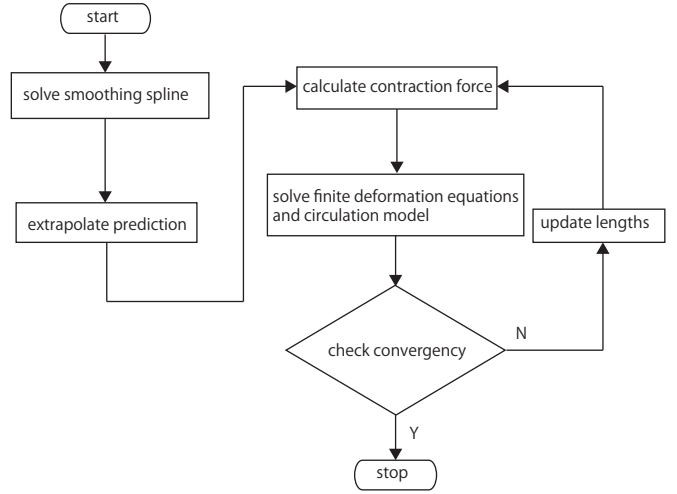 start
solve smoothing spline
extrapolate prediction
calculate contraction force
solve finite deformation equations
and circulation model
update lengths
check convergency
N
Y
stop